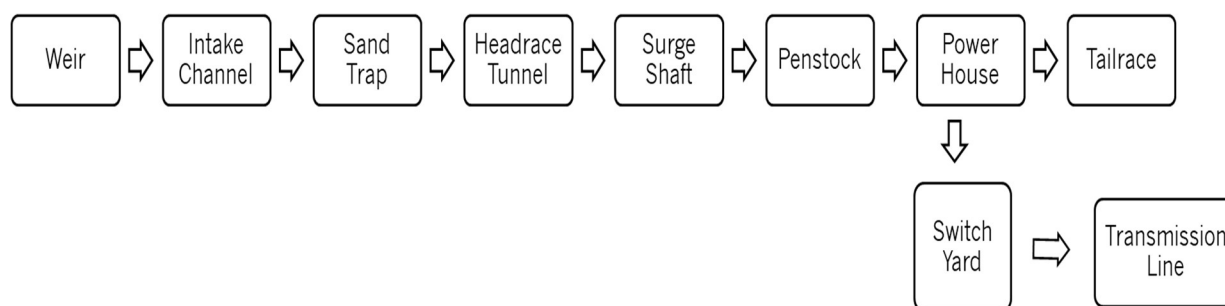 Weir
Intake
Channel
Sand
Trap
Headrace
Tunnel
Surge
Shaft
Penstock
Power
House
Tailrace
Switch
Yard
Transmission
Line